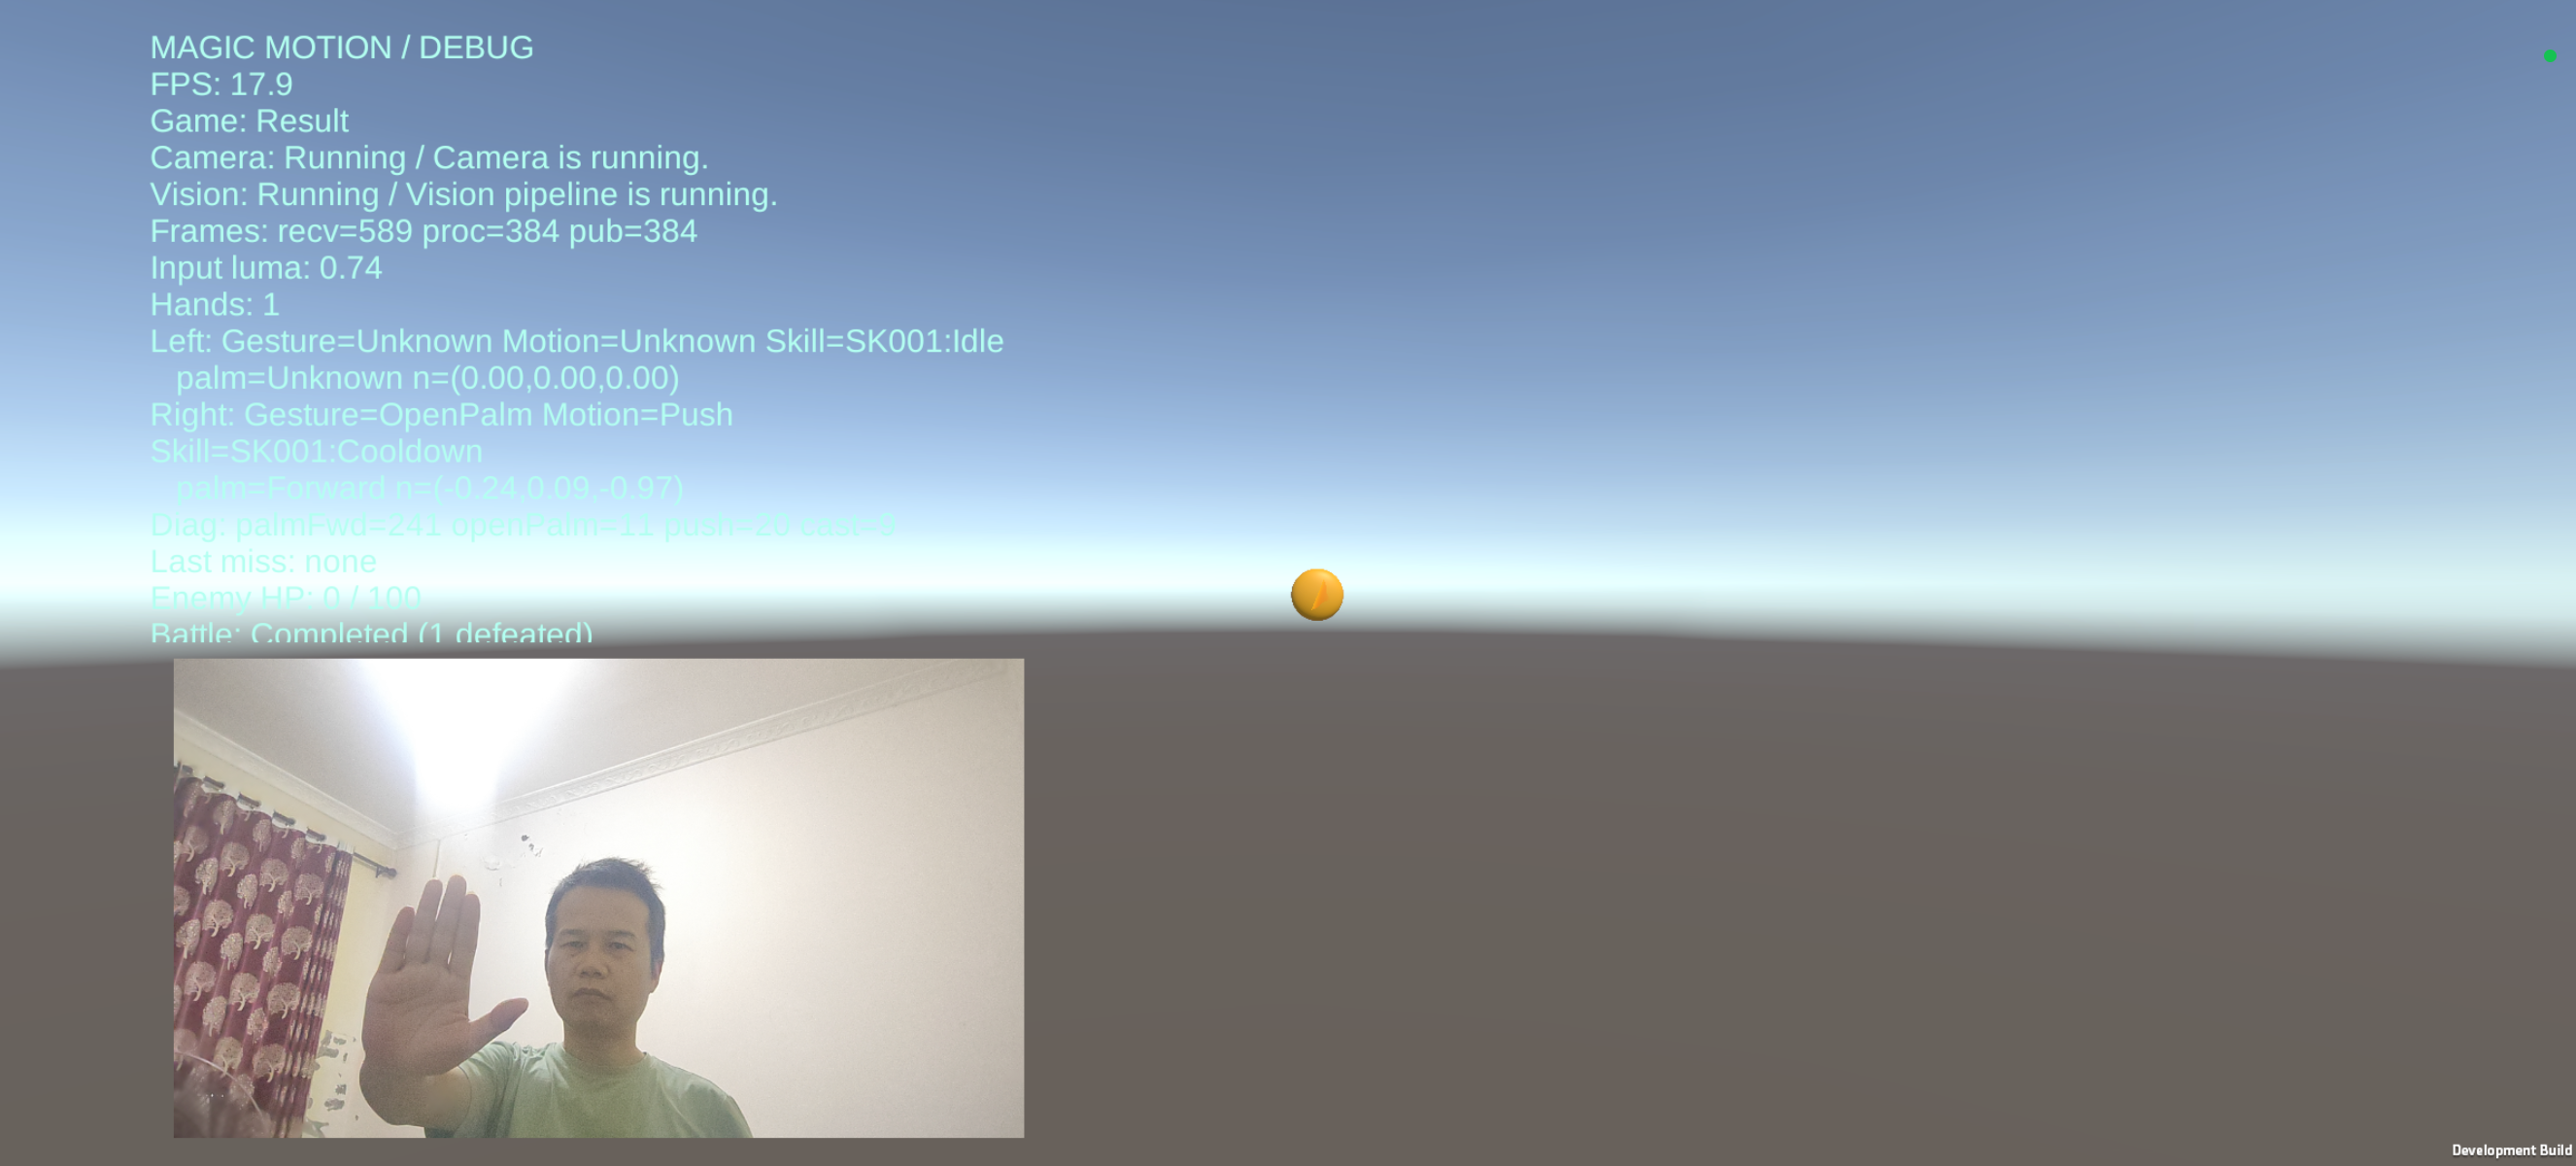 MAGIC MOTION / DEBUG
FPS: 17.9
Game: Result
Camera: Running / Camera is running.
Vision: Running / Vision pipeline is running.
Frames: recv=589 proc=384 pub=384
Input luma: 0.74
Hands: 1
Left: Gesture=Unknown Motion=Unknown Skill=SK001:Idle
palm=Unknown n=(0.00,0.00,0.00)
Right: Gesture=OpenPalm Motion=Push
Skill=SK001:Cooldown
palm=Forward n=(-0.24,0.09,-0.97)
Diag: palmFwd=241 openPalm=11 push=20 cast=9
Last miss: none
Enemy HP: 0 / 100
Battle: Completed (1 defeated)
Development Build